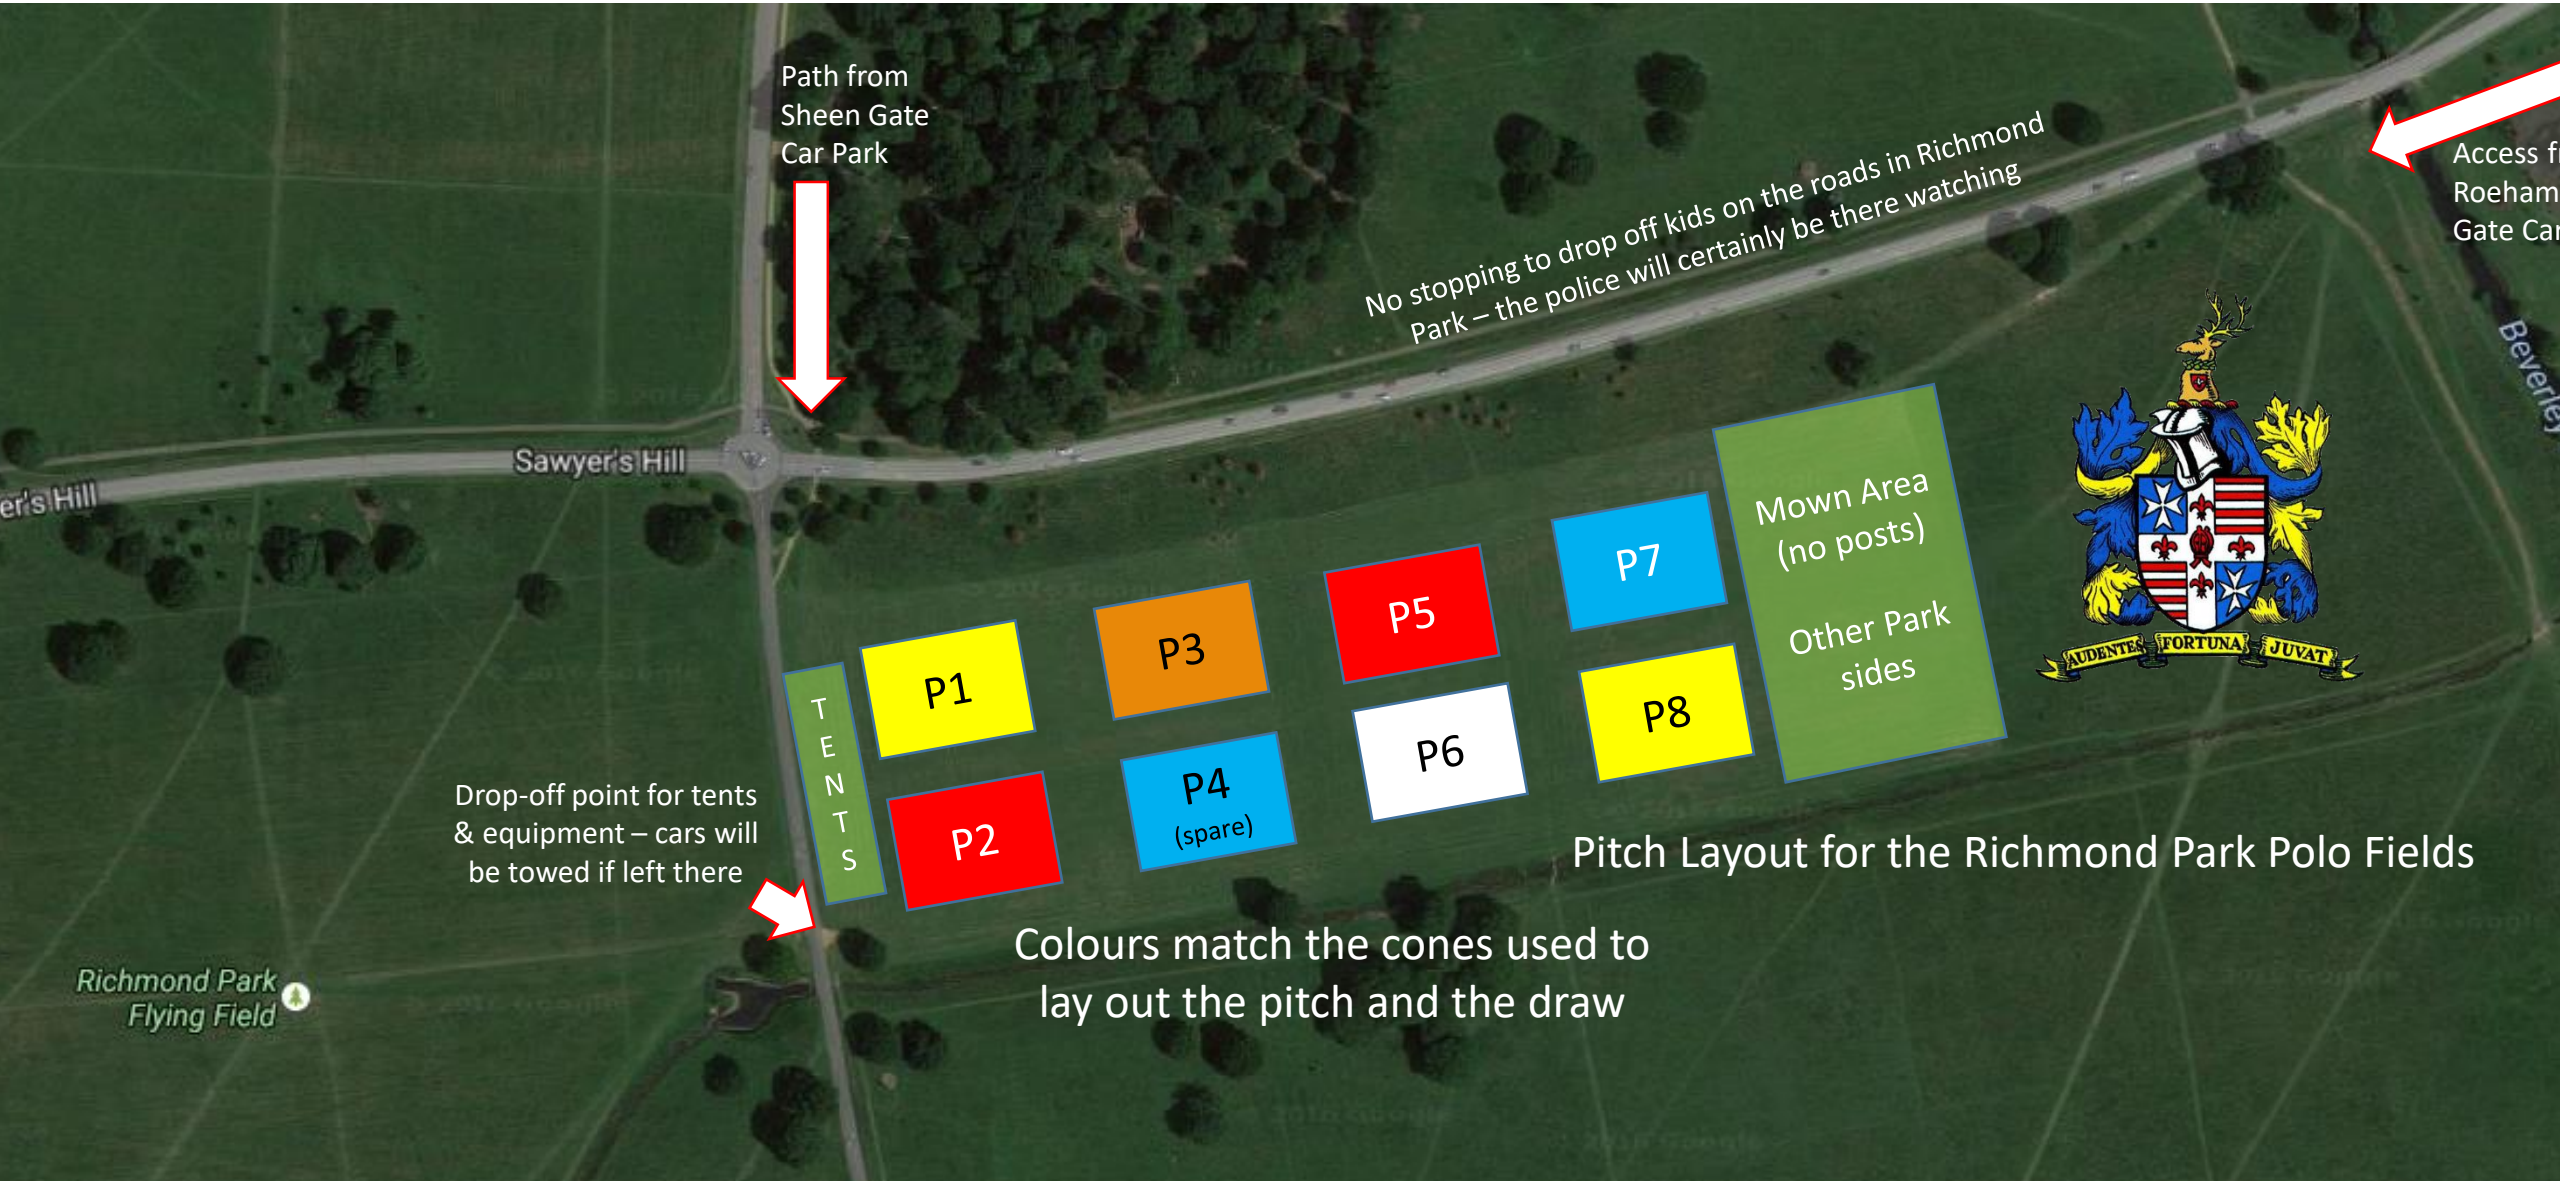 Path from
Sheen Gate
Car Park
No stopping to drop off kids on the roads in Richmond
Park – the police will certainly be there watching
Access
Gate
Beverley
Sawyer's Hill
er's Hill
Mown Area
(no posts)
Other Park
sides
P7
P5
P3
P1
P8
P6
P4
(spare)
P2
T
E
N
T
S
AUDENTES FORTUNA JUVAT
Drop-off point for tents
& equipment – cars will
be towed if left there
Pitch Layout for the Richmond Park Polo Fields
Colours match the cones used to
lay out the pitch and the draw
Richmond Park
Flying Field